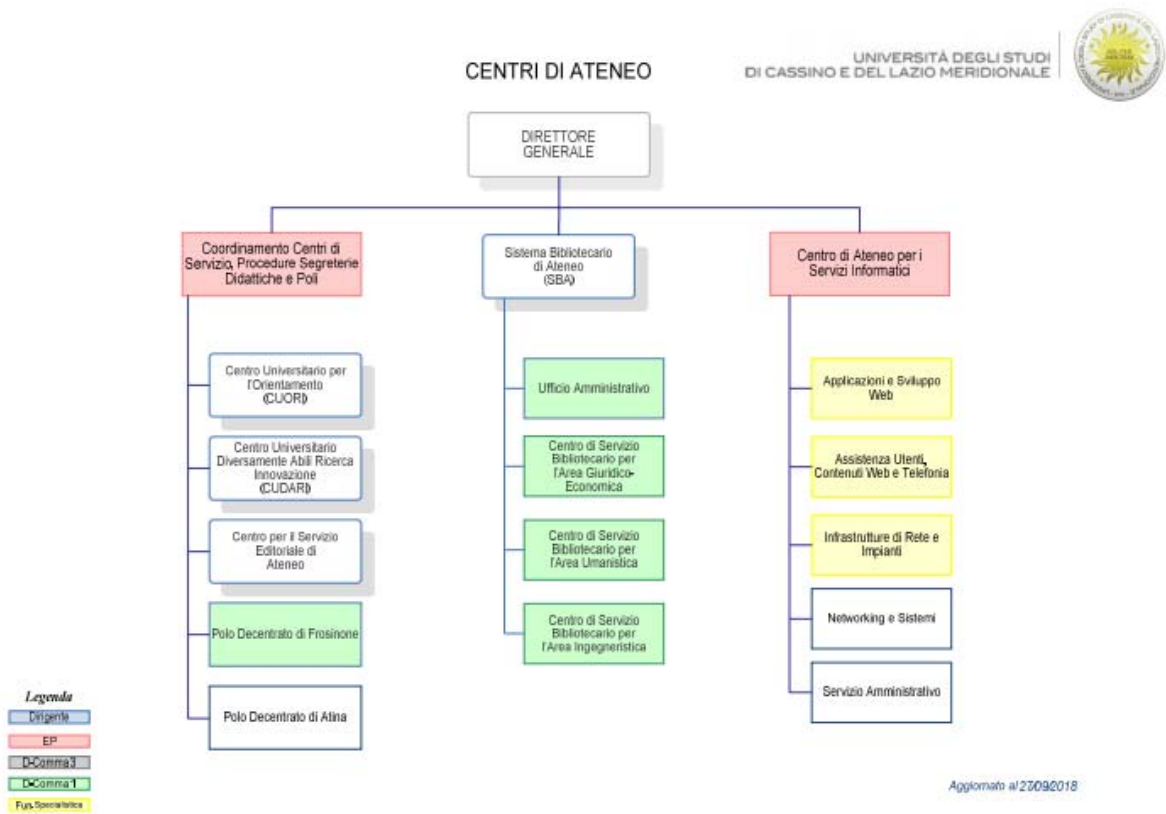 CENTRI DI ATENEO
UNIVERSITÀ DEGLI STUDI
DI CASSINO E DEL LAZIO MERIDIONALE
DIRETTORE
GENERALE
Coordinamento Centri di
Servizio, Procedure Segreterie
Didattiche e Poli
Centro Universitario per
l'Orientamento
(CUORI)
Centro Universitario
Diversamente Abili Ricerca
Innovazione
(CUDARI)
Centro per il Servizio
Editoriale di
Ateneo
Polo Decentrato di Frosinone
Polo Decentrato di Atina
Sistema Bibliotecario
di Ateneo
(SBA)
Ufficio Amministrativo
Centro di Servizio
Bibliotecario per
l'Area Giuridico-
Economica
Centro di Servizio
Bibliotecario per
l'Area Umanistica
Centro di Servizio
Bibliotecario per
l'Area Ingegneristica
Centro di Ateneo per i
Servizi Informatici
Applicazioni e Sviluppo
Web
Assistenza Utenti,
Contenuti Web e Telefonia
Infrastrutture di Rete e
Impianti
Networking e Sistemi
Servizio Amministrativo
Legenda
Dirigente
EP
D-Comma3
D-Comma1
Fun. Specialistica
Aggiornato al 27/09/2018